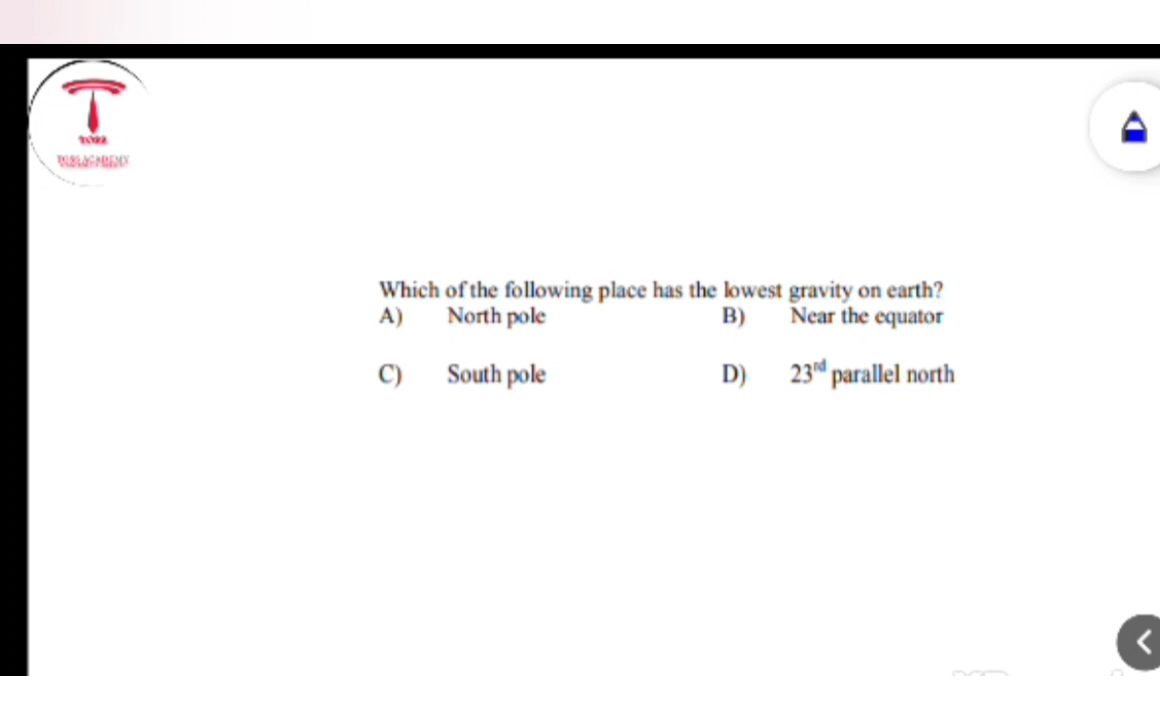 Which of the following place has the lowest gravity on earth?
A) North pole B) Near the equator
C) South pole D) 23rd parallel north